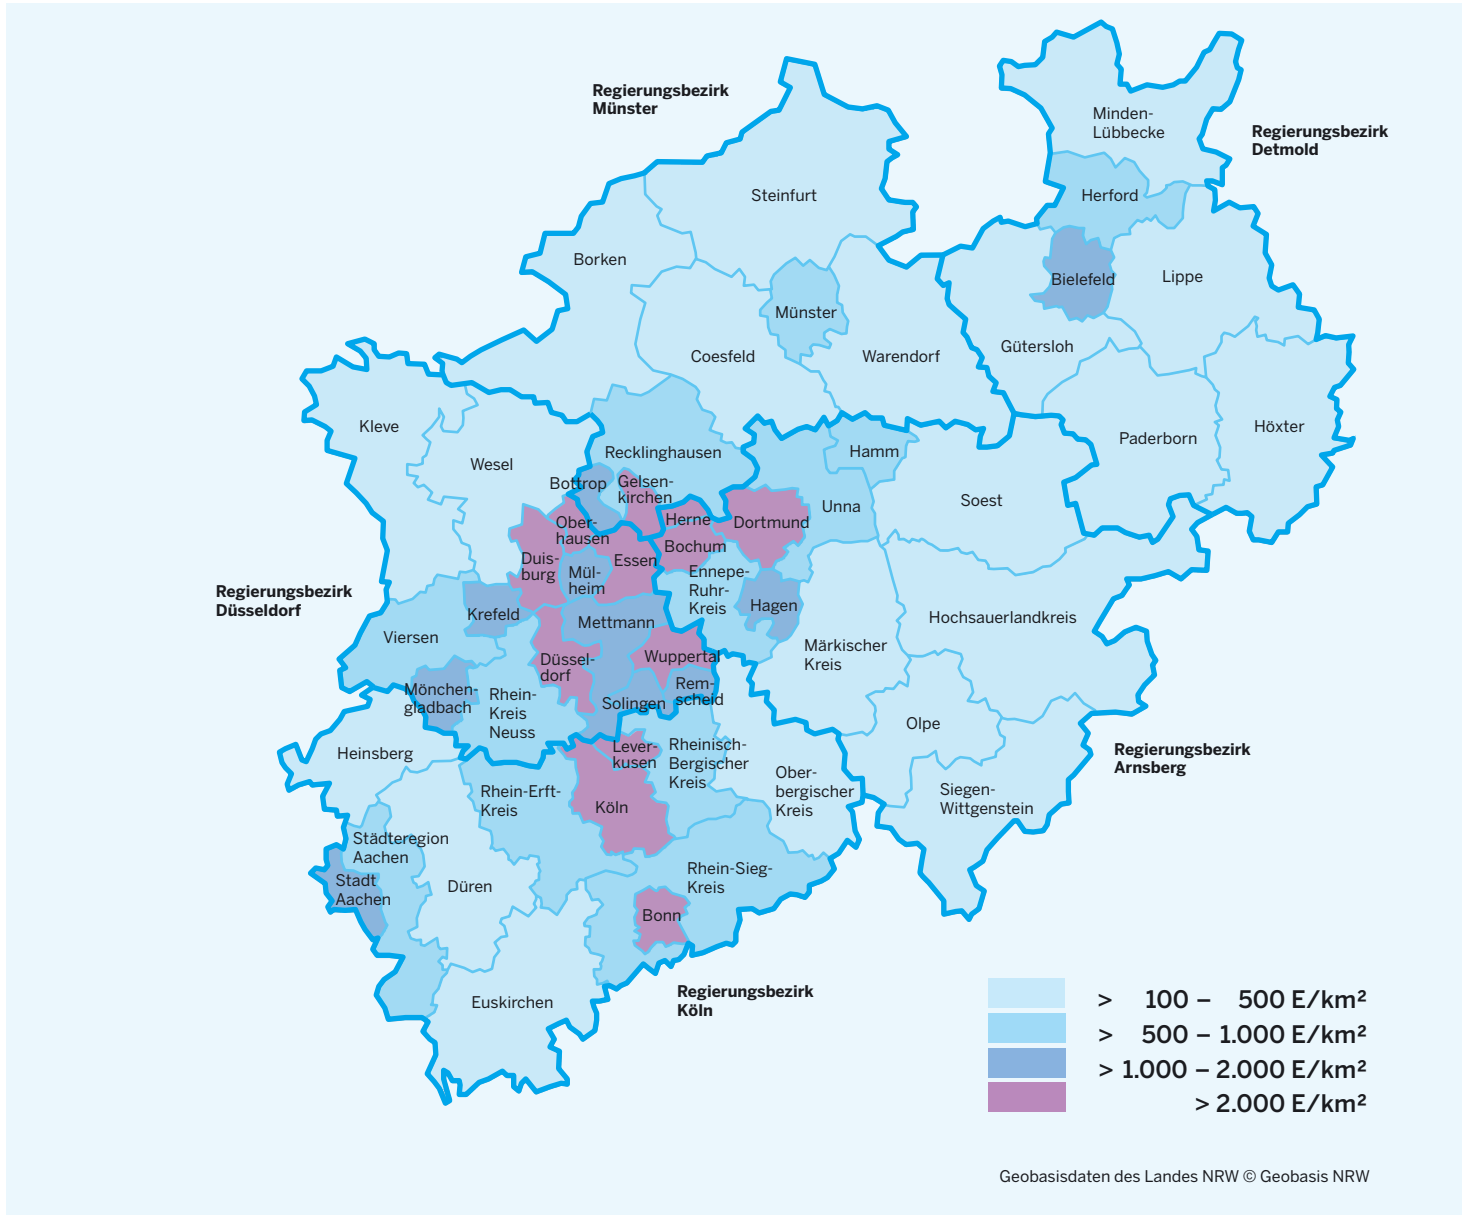 Regierungsbezirk
Münster
Minden-
Lübbecke
Regierungsbezirk
Detmold
Steinfurt
Herford
Borken
Bielefeld
Lippe
Münster
Gütersloh
Coesfeld
Warendorf
Kleve
Höxter
Paderborn
Recklinghausen
Hamm
Wesel
Bottrop
Gelsen-
kirchen
Soest
Unna
Ober-
hausen
Herne
Dortmund
Bochum
Duis-
burg
Essen
Mül-
heim
Ennepe-
Ruhr-
Kreis
Regierungsbezirk
Düsseldorf
Hagen
Krefeld
Mettmann
Hochsauerlandkreis
Viersen
Märkischer
Kreis
Düssel-
dorf
Wuppertal
Mönchen-
gladbach
Rhein-
Kreis
Neuss
Rem-
scheid
Solingen
Olpe
Heinsberg
Lever-
kusen
Rheinisch-
Bergischer
Kreis
Regierungsbezirk
Arnsberg
Ober-
bergischer
Kreis
Rhein-Erft-
Kreis
Köln
Siegen-
Wittgenstein
Städteregion
Aachen
Stadt
Aachen
Düren
Rhein-Sieg-
Kreis
Bonn
Euskirchen
Regierungsbezirk
Köln
> 100 – 500 E/km²
> 500 – 1.000 E/km²
> 1.000 – 2.000 E/km²
> 2.000 E/km²
Geobasisdaten des Landes NRW © Geobasis NRW